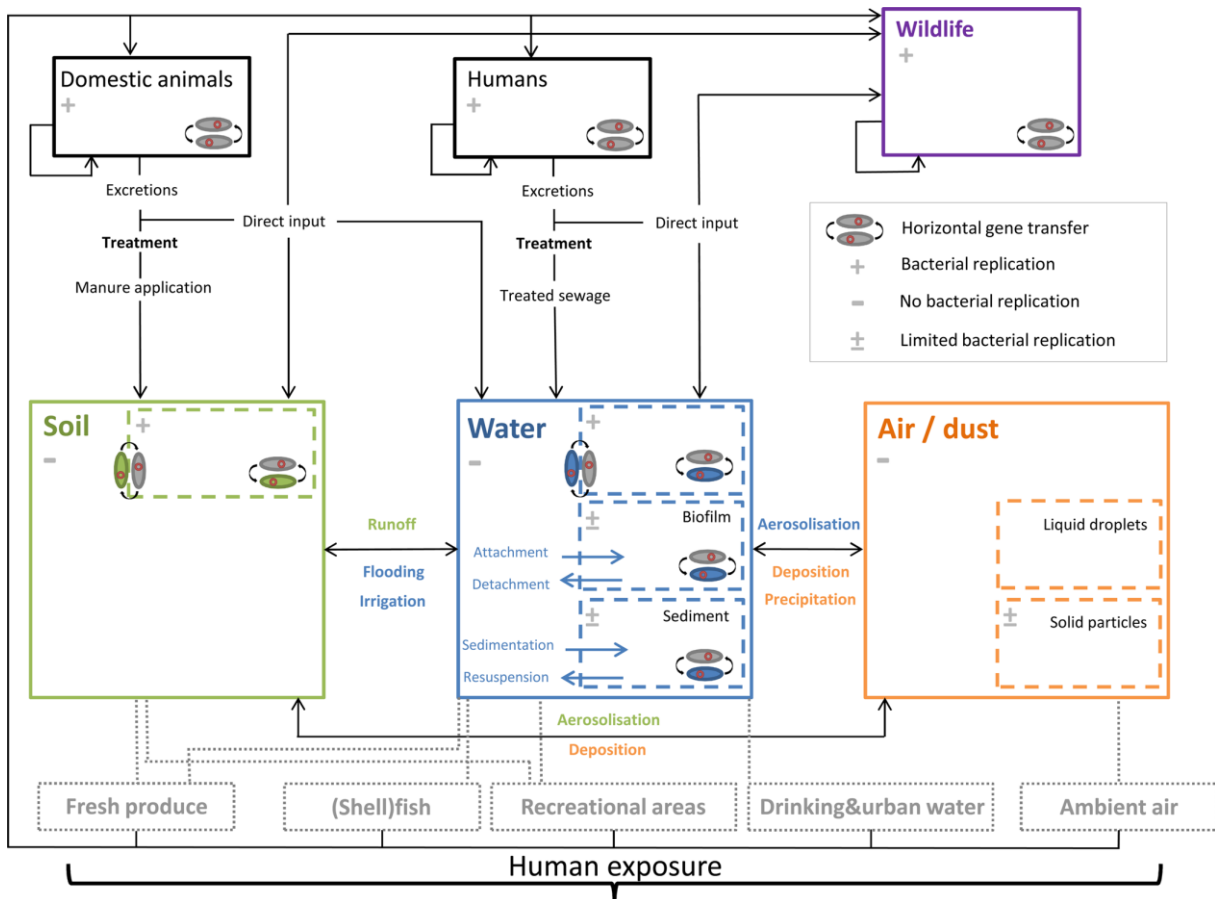 Wildlife
+
Domestic animals
+
Humans
+
Excretions
Excretions
Direct input
Direct input
Treatment
Treatment
Manure application
Treated sewage
Horizontal gene transfer
+ Bacterial replication
- No bacterial replication
± Limited bacterial replication
Soil
-
+
Water
-
+
Biofilm
±
Attachment
Detachment
Sediment
±
Sedimentation
Resuspension
Air / dust
-
Liquid droplets
±
Solid particles
Runoff
Flooding
Irrigation
Aerosolisation
Deposition
Precipitation
Aerosolisation
Deposition
Fresh produce
(Shell)fish
Recreational areas
Drinking&urban water
Ambient air
Human exposure